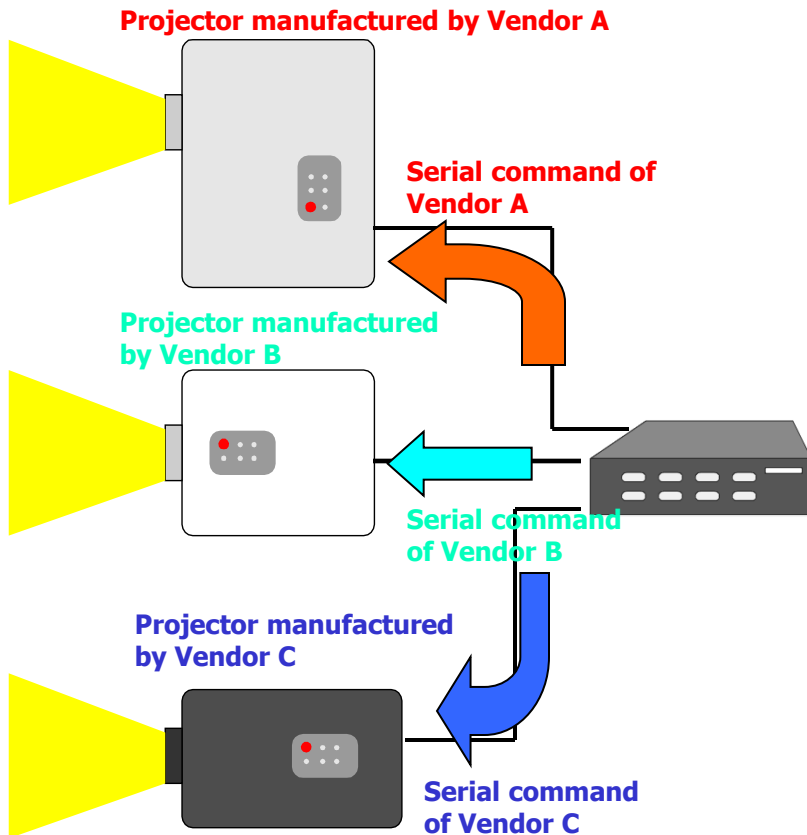 Projector manufactured by Vendor A
Serial command of
Vendor A
Projector manufactured
by Vendor B
Serial command
of Vendor B
Projector manufactured
by Vendor C
Serial command
of Vendor C